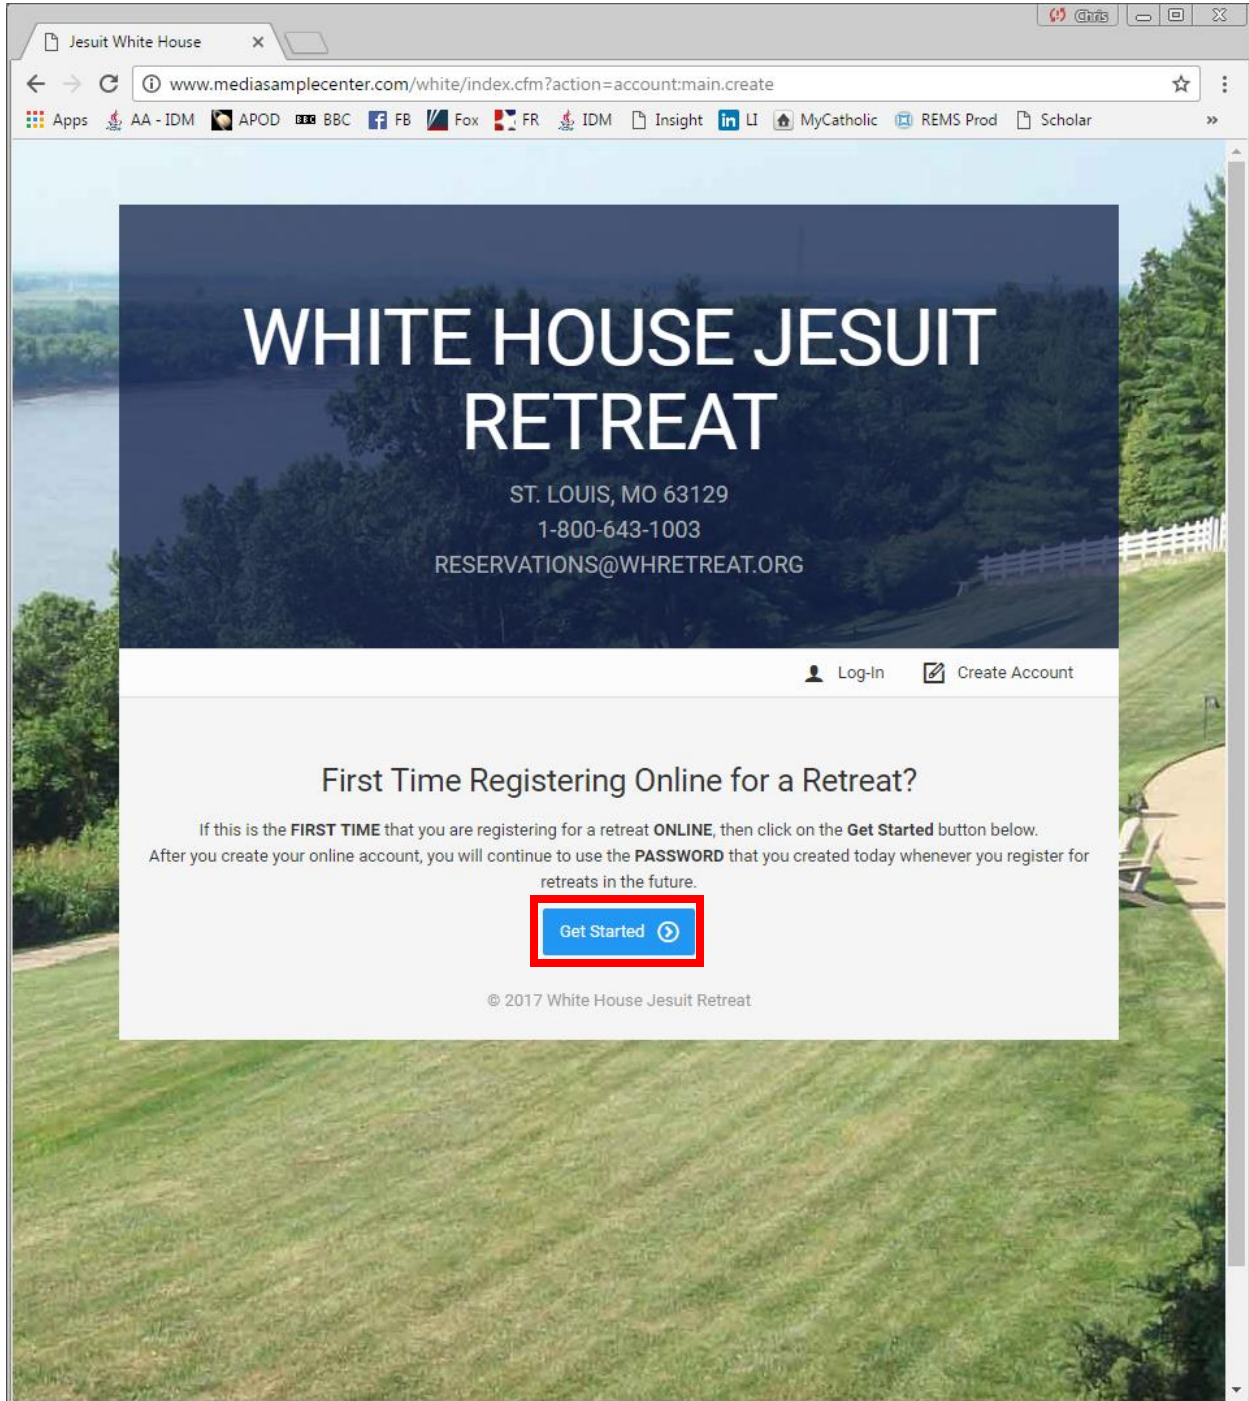 Chris
Jesuit White House
www.mediasamplecenter.com/white/index.cfm?action=account:main.create
Apps AA - IDM APOD BBC BBC FB Fox FR IDM Insight in LI MyCatholic REMS Prod Scholar »
WHITE HOUSE JESUIT
RETREAT
ST. LOUIS, MO 63129
1-800-643-1003
RESERVATIONS@WHRETREAT.ORG
Log-In Create Account
First Time Registering Online for a Retreat?
If this is the FIRST TIME that you are registering for a retreat ONLINE, then click on the Get Started button below.
After you create your online account, you will continue to use the PASSWORD that you created today whenever you register for
retreats in the future.
Get Started
© 2017 White House Jesuit Retreat